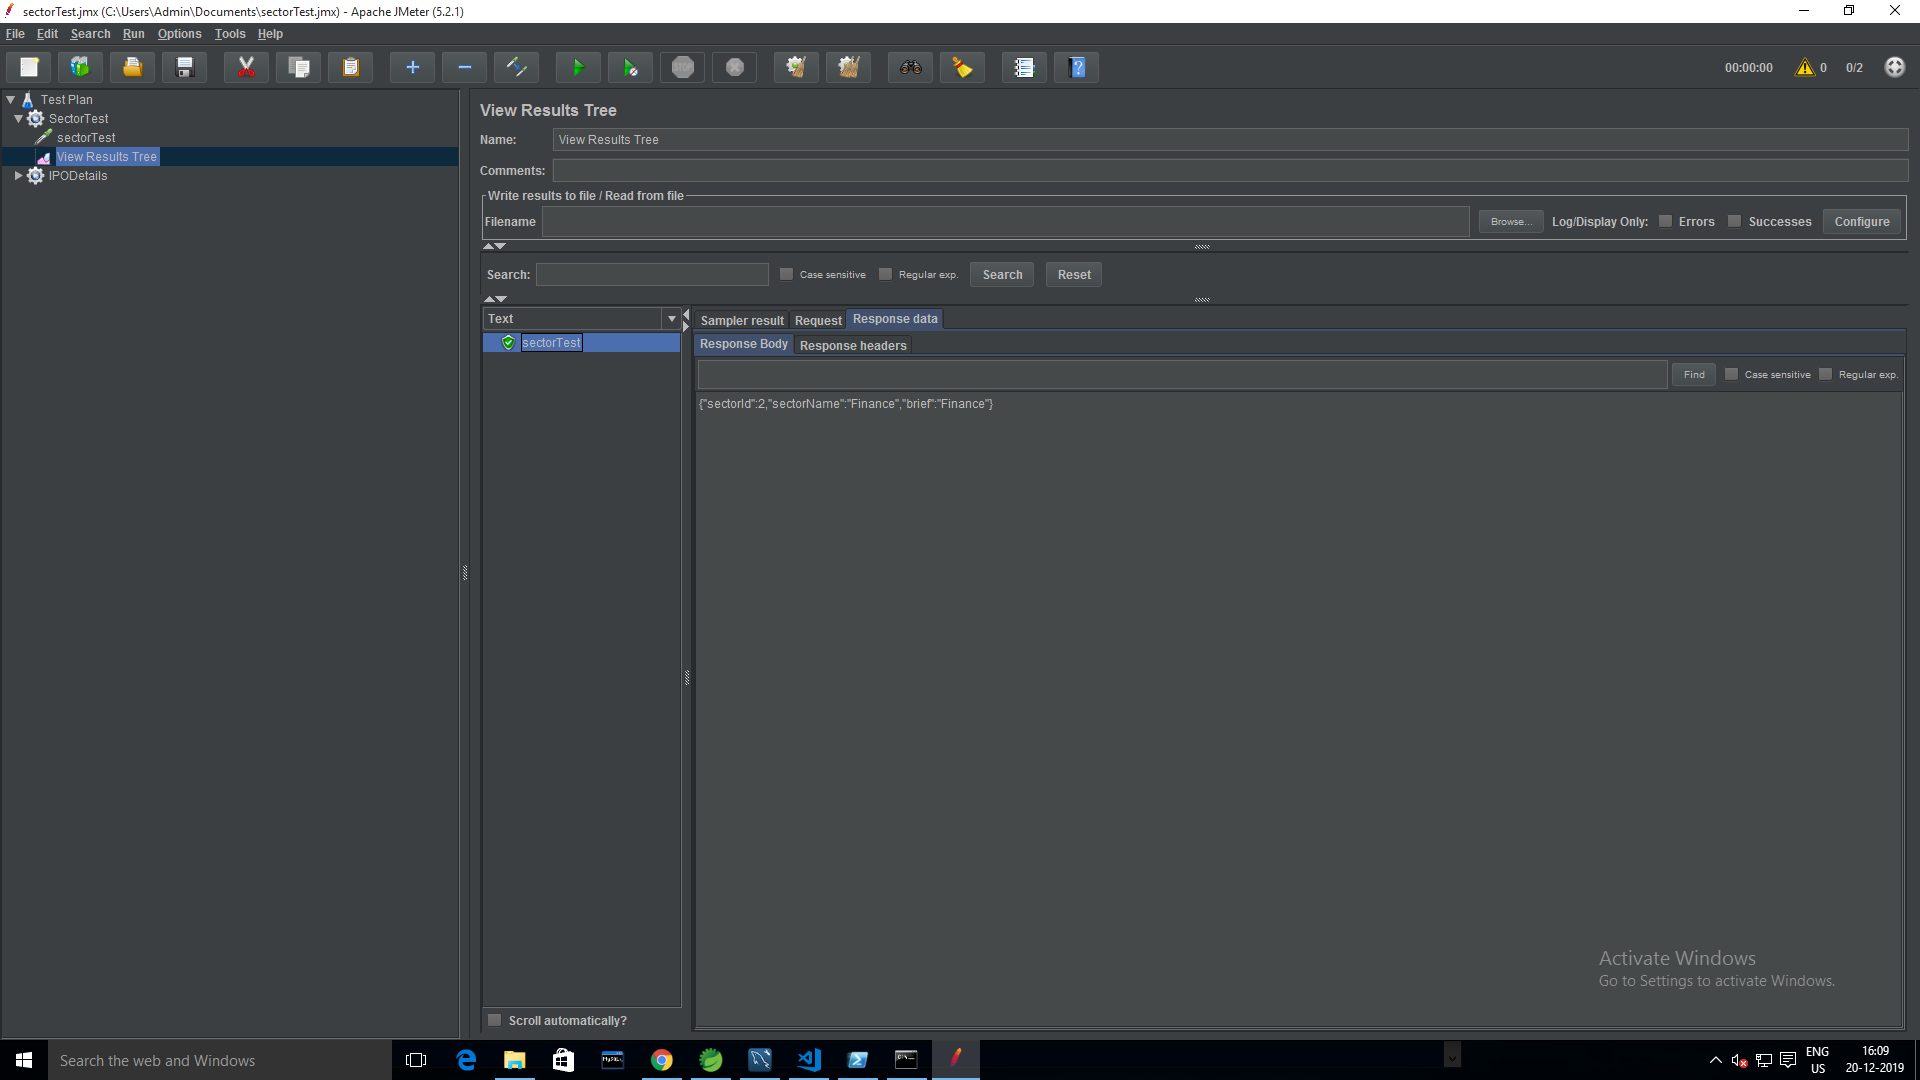 sectorTest.jmx (C:\Users\Admin\Documents\sectorTest.jmx) - Apache JMeter (5.2.1)
File Edit Search Run Options Tools Help
STOP
00:00:00 0 0/2
Test Plan
SectorTest
sectorTest
View Results Tree
IPODetails
View Results Tree
Name: View Results Tree
Comments:
Write results to file / Read from file
Filename Browse... Log/Display Only: Errors Successes Configure
Search: Case sensitive Regular exp. Search Reset
Text
sectorTest
Scroll automatically?
Sampler result Request Response data
Response Body Response headers
Find Case sensitive Regular exp.
{"sectorId":2,"sectorName":"Finance","brief":"Finance"}
Activate Windows
Go to Settings to activate Windows.
Search the web and Windows
MySQL
ENG
US
16:09
20-12-2019